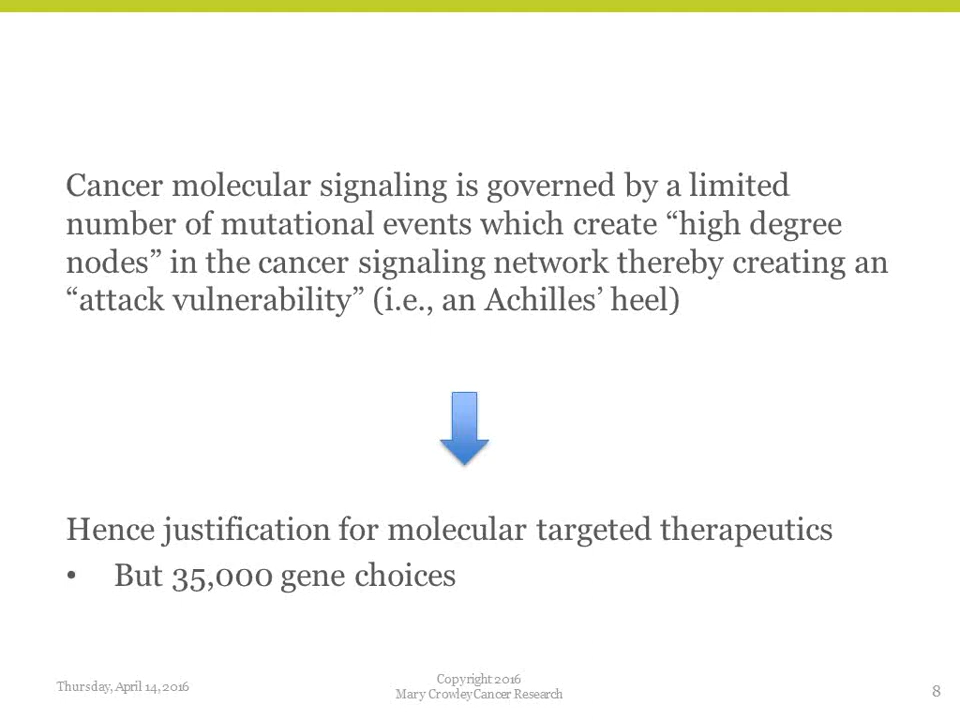 Cancer molecular signaling is governed by a limited
number of mutational events which create “high degree
nodes” in the cancer signaling network thereby creating an
“attack vulnerability” (i.e., an Achilles’ heel)
Hence justification for molecular targeted therapeutics
• But 35,000 gene choices
Thursday, April 14, 2016
Copyright 2016
Mary Crowley Cancer Research
8